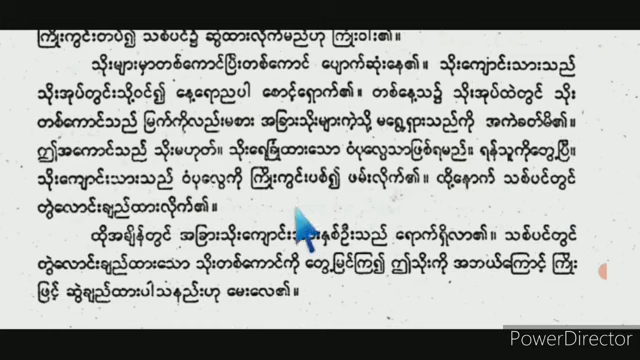 ကြိုးကွင်းတပ်၍ သစ်ပင်၌ ဆွဲထားလိုက်မည်ဟု ကြုံးဝါး၏။
သိုးများမှာတစ်ကောင်ပြီးတစ်ကောင် ပျောက်ဆုံးနေ၏။ သိုးကျောင်းသားသည်
သိုးအုပ်တွင်းသို့ဝင်၍ နေ့ရောညပါ စောင့်ရှောက်၏။ တစ်နေ့သ၌ သိုးအုပ်ထဲတွင် သိုး
တစ်ကောင်သည် မြက်ကိုလည်းမစား အခြားသိုးများကဲ့သို့ မရွေ့ရှားသည်ကို အကဲခတ်မိ၏။
ဤအကောင်သည် သိုးမဟုတ်။ သိုးရေခြုံထားသော ဝံပုလွေသာဖြစ်ရမည်။ ရန်သူကိုတွေ့ပြီ။
သိုးကျောင်းသားသည် ဝံပုလွေကို ကြိုးကွင်းပစ်၍ ဖမ်းလိုက်၏။ ထို့နောက် သစ်ပင်တွင်
တွဲလောင်းချည်ထားလိုက်၏။
ထိုအချိန်တွင် အခြားသိုးကျောင်းသားနှစ်ဦးသည် ရောက်ရှိလာ၏။ သစ်ပင်တွင်
တွဲလောင်းချည်ထားသော သိုးတစ်ကောင်ကို တွေ့မြင်ကြ၍ ဤသိုးကို အဘယ်ကြောင့် ကြိုး
ဖြင့် ဆွဲချည်ထားပါသနည်းဟု မေးလေ၏။
PowerDirector